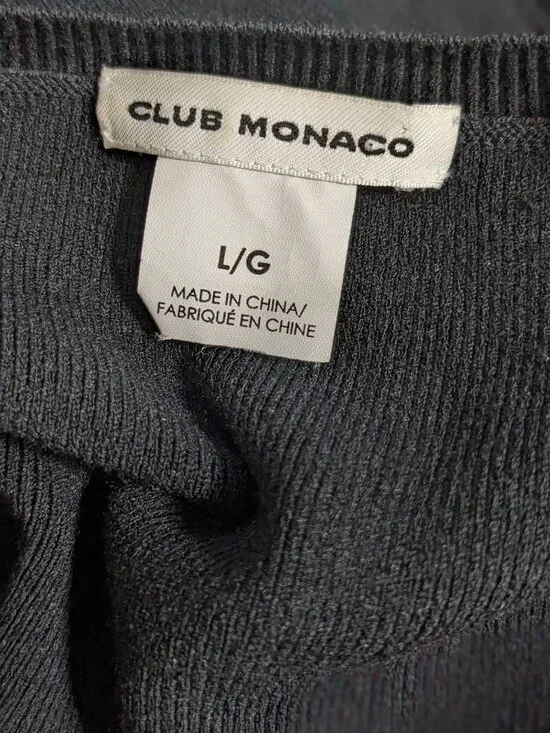 CLUB MONACO
L/G
MADE IN CHINA/
FABRIQUÉ EN CHINE